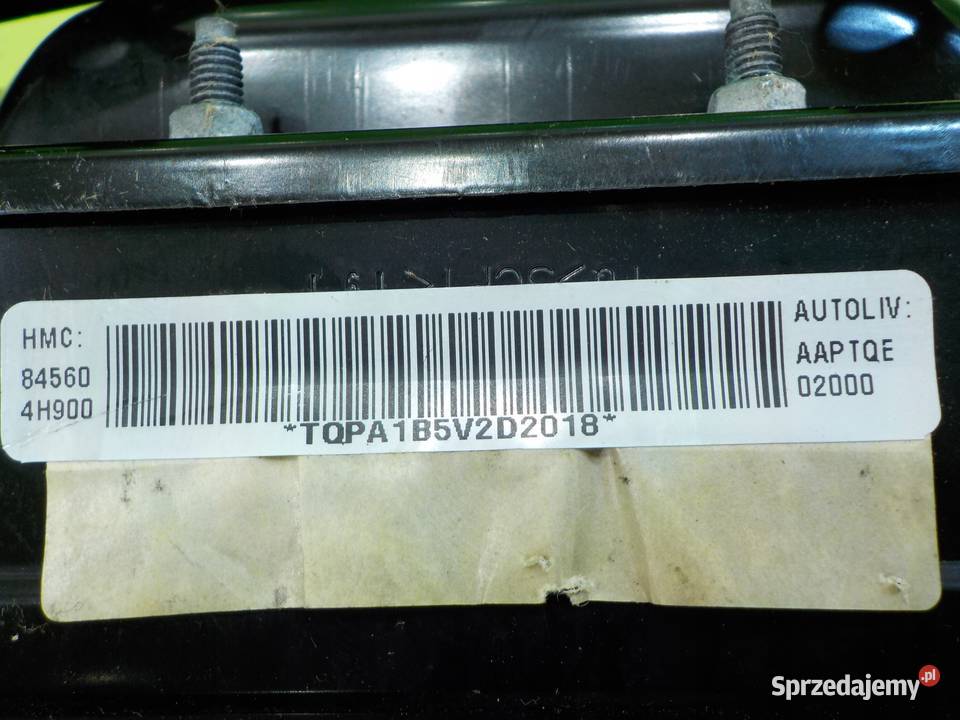 HMC:
84560
4H900
AUTOLIV:
AAPTQE
02000
*TQPA1B5V2D2018*
Sprzedajemy.pl